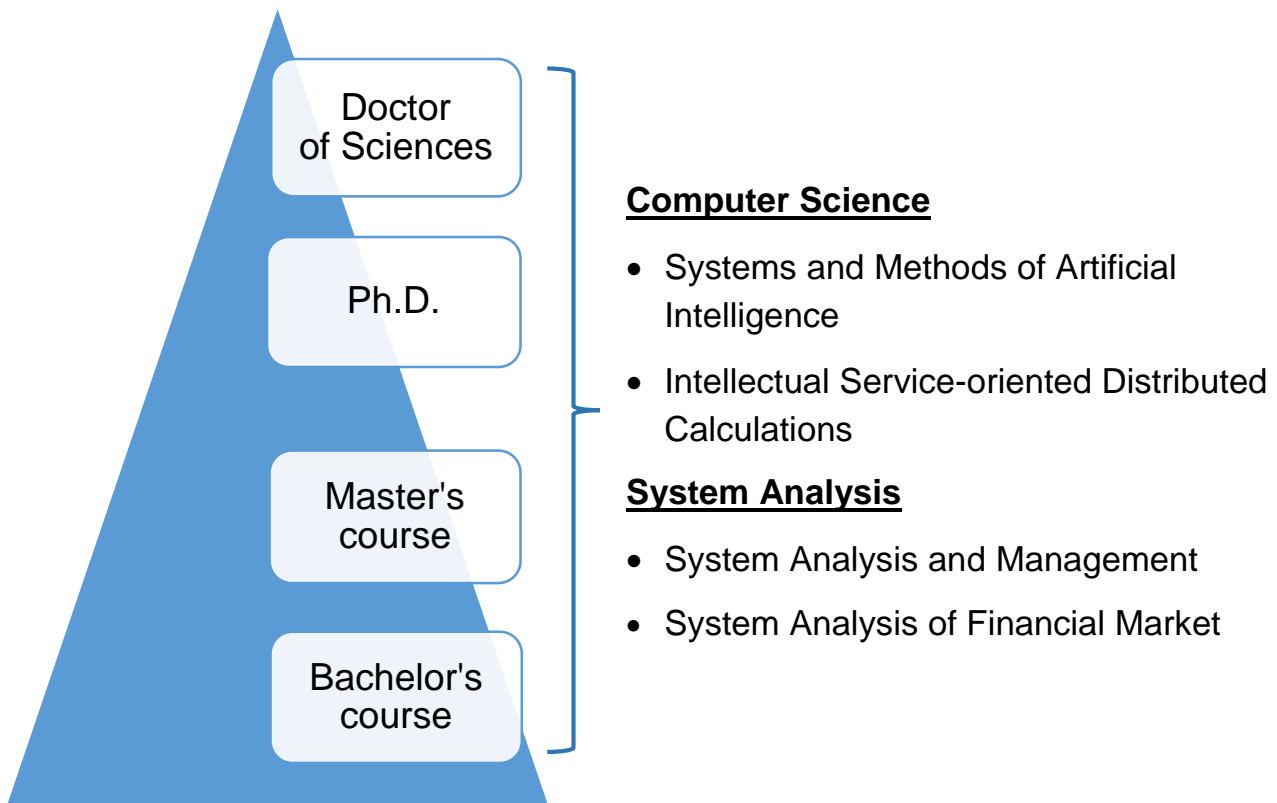 Doctor
of Sciences
Ph.D.
Master's
course
Bachelor's
course
Computer Science
• Systems and Methods of Artificial
Intelligence
• Intellectual Service-oriented Distributed
Calculations
System Analysis
• System Analysis and Management
• System Analysis of Financial Market